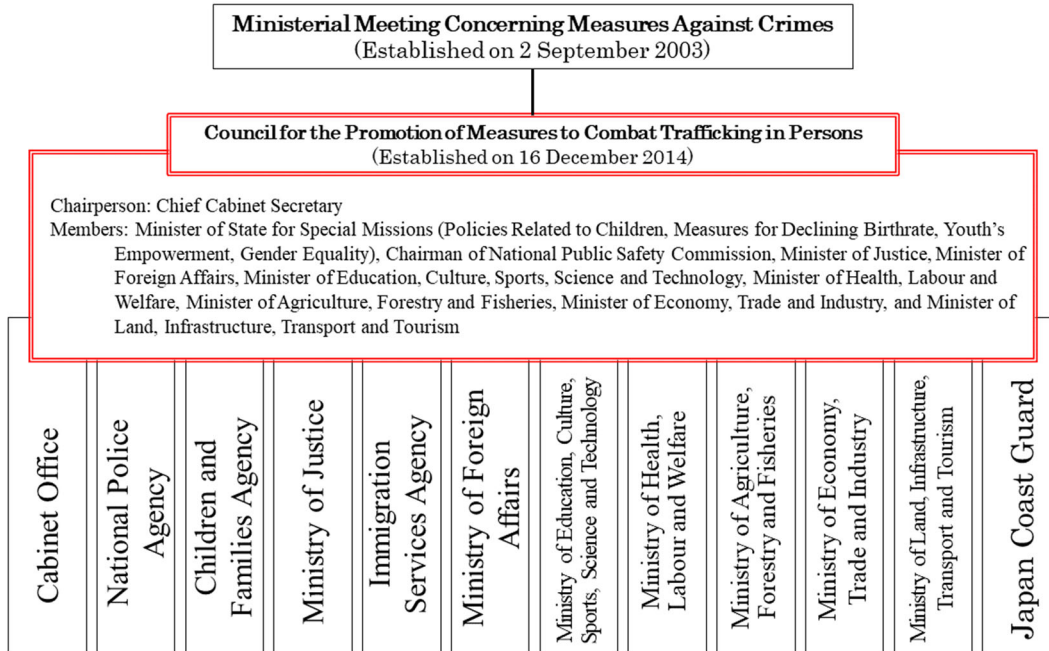 Ministerial Meeting Concerning Measures Against Crimes
(Established on 2 September 2003)
Council for the Promotion of Measures to Combat Trafficking in Persons
(Established on 16 December 2014)
Chairperson: Chief Cabinet Secretary
Members: Minister of State for Special Missions (Policies Related to Children, Measures for Declining Birthrate, Youth's
Empowerment, Gender Equality), Chairman of National Public Safety Commission, Minister of Justice, Minister of
Foreign Affairs, Minister of Education, Culture, Sports, Science and Technology, Minister of Health, Labour and
Welfare, Minister of Agriculture, Forestry and Fisheries, Minister of Economy, Trade and Industry, and Minister of
Land, Infrastructure, Transport and Tourism
Cabinet Office
National Police
Agency
Children and
Families Agency
Ministry of Justice
Immigration
Services Agency
Ministry of Foreign
Affairs
Ministry of Education, Culture,
Sports, Science and Technology
Ministry of Health,
Labour and Welfare
Ministry of Agriculture,
Forestry and Fisheries
Ministry of Economy,
Trade and Industry
Ministry of Land, Infrastructure,
Transport and Tourism
Japan Coast Guard